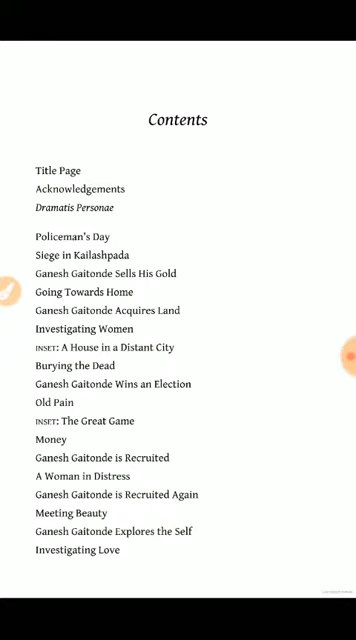 Contents
Title Page
Acknowledgements
Dramatis Personae
Policeman's Day
Siege in Kailashpada
Ganesh Gaitonde Sells His Gold
Going Towards Home
Ganesh Gaitonde Acquires Land
Investigating Women
INSET: A House in a Distant City
Burying the Dead
Ganesh Gaitonde Wins an Election
Old Pain
INSET: The Great Game
Money
Ganesh Gaitonde is Recruited
A Woman in Distress
Ganesh Gaitonde is Recruited Again
Meeting Beauty
Ganesh Gaitonde Explores the Self
Investigating Love